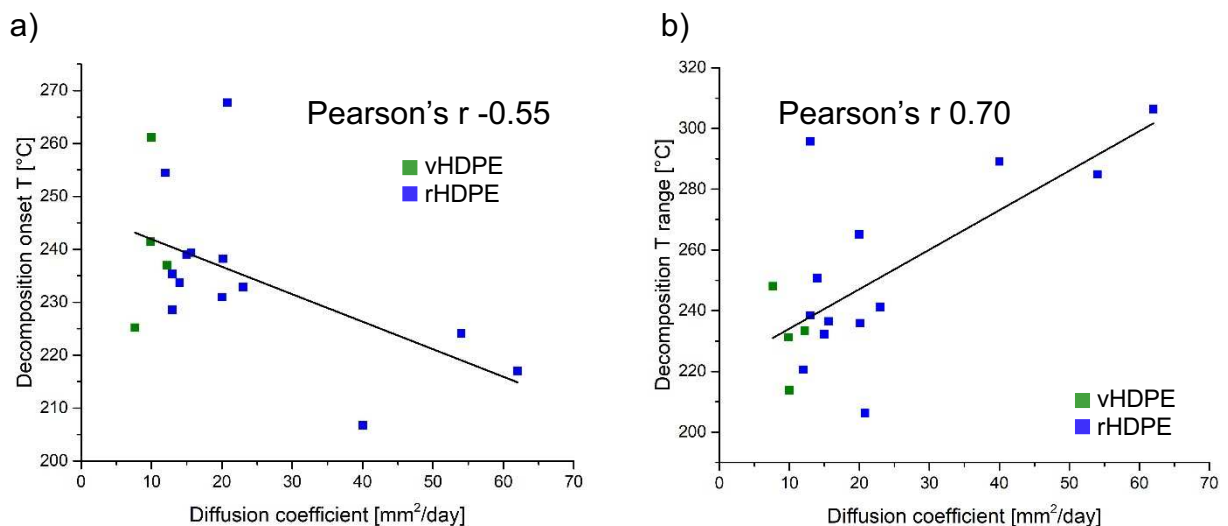 a)
Pearson's r -0.55
vHDPE
rHDPE
Decomposition onset T [°C]
270
260
250
240
230
220
210
200
0 10 20 30 40 50 60 70
Diffusion coefficient [mm²/day]
b)
Pearson's r 0.70
vHDPE
rHDPE
Decomposition T range [°C]
320
300
280
260
240
220
200
0 10 20 30 40 50 60 70
Diffusion coefficient [mm²/day]